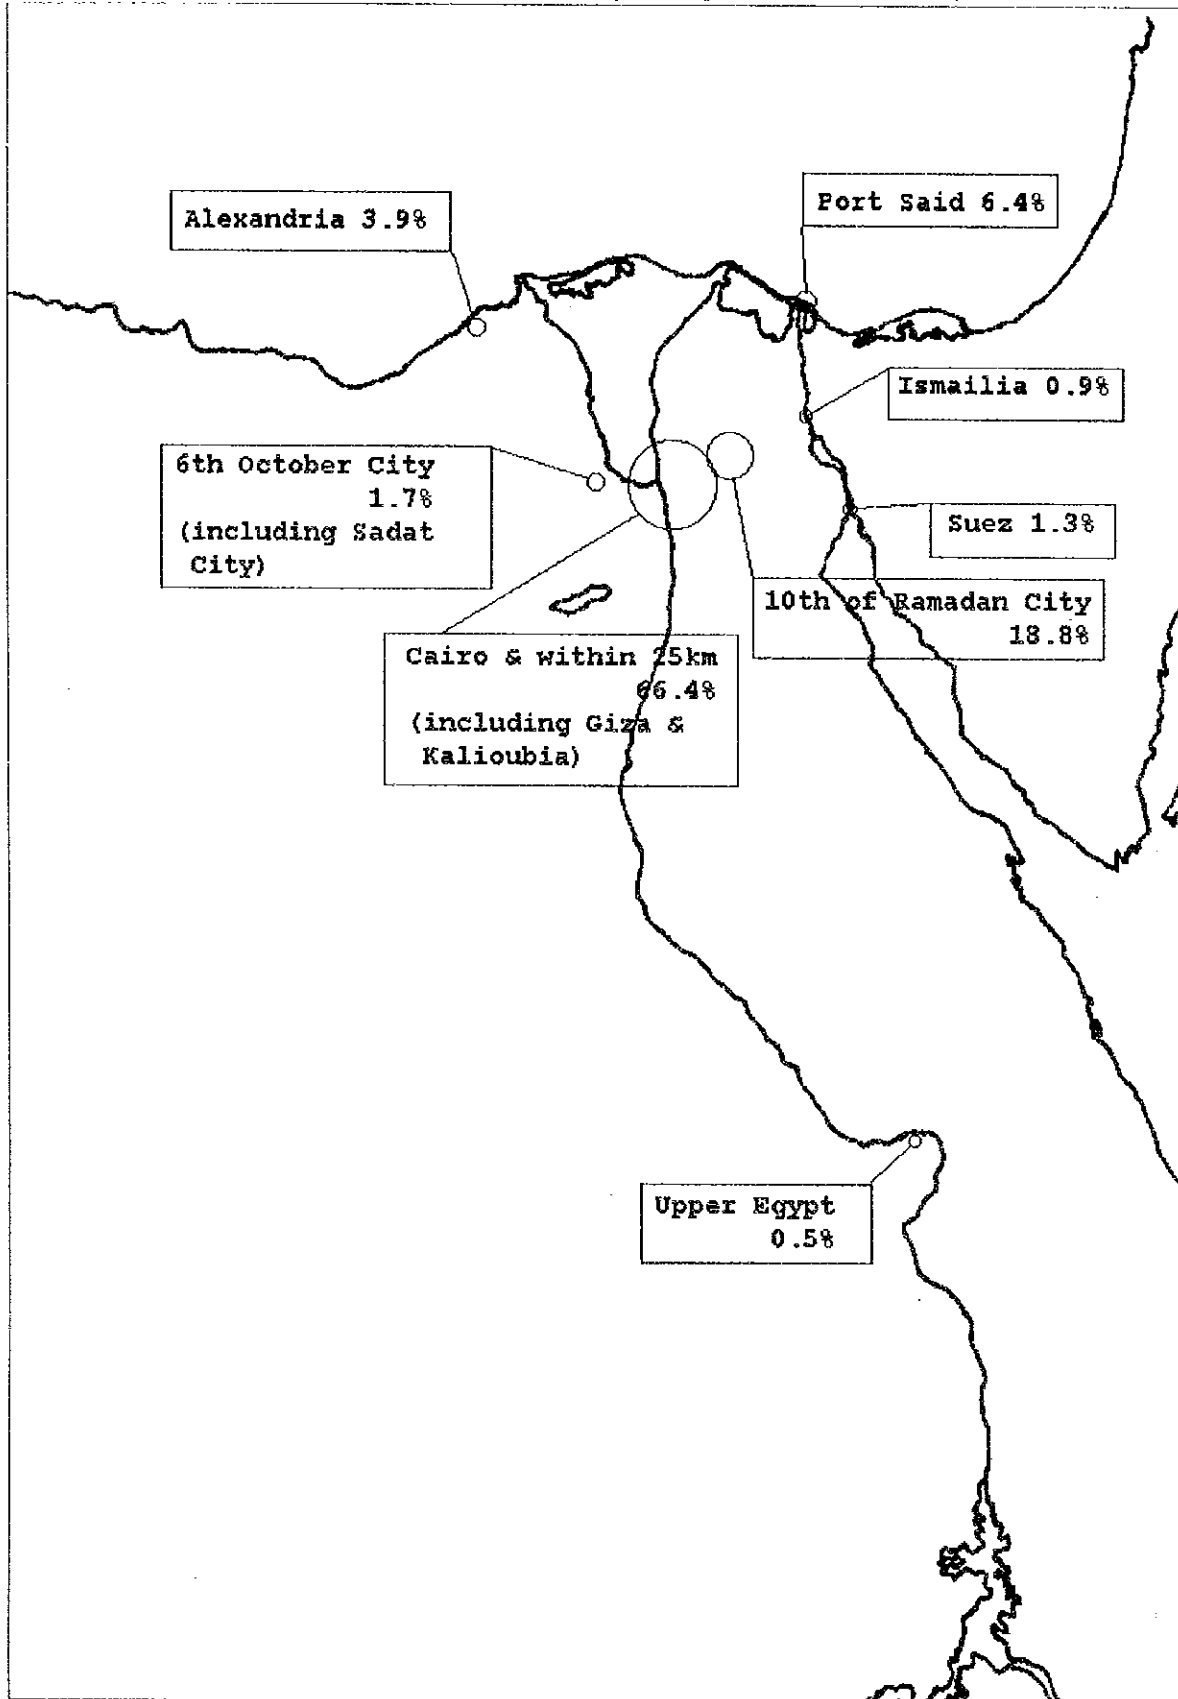 Alexandria 3.9%
Port Said 6.4%
Ismailia 0.9%
6th October City
1.7%
(including Sadat
City)
Suez 1.3%
10th of Ramadan City
18.8%
Cairo & within 25km
66.4%
(including Giza &
Kalioubia)
Upper Egypt
0.5%